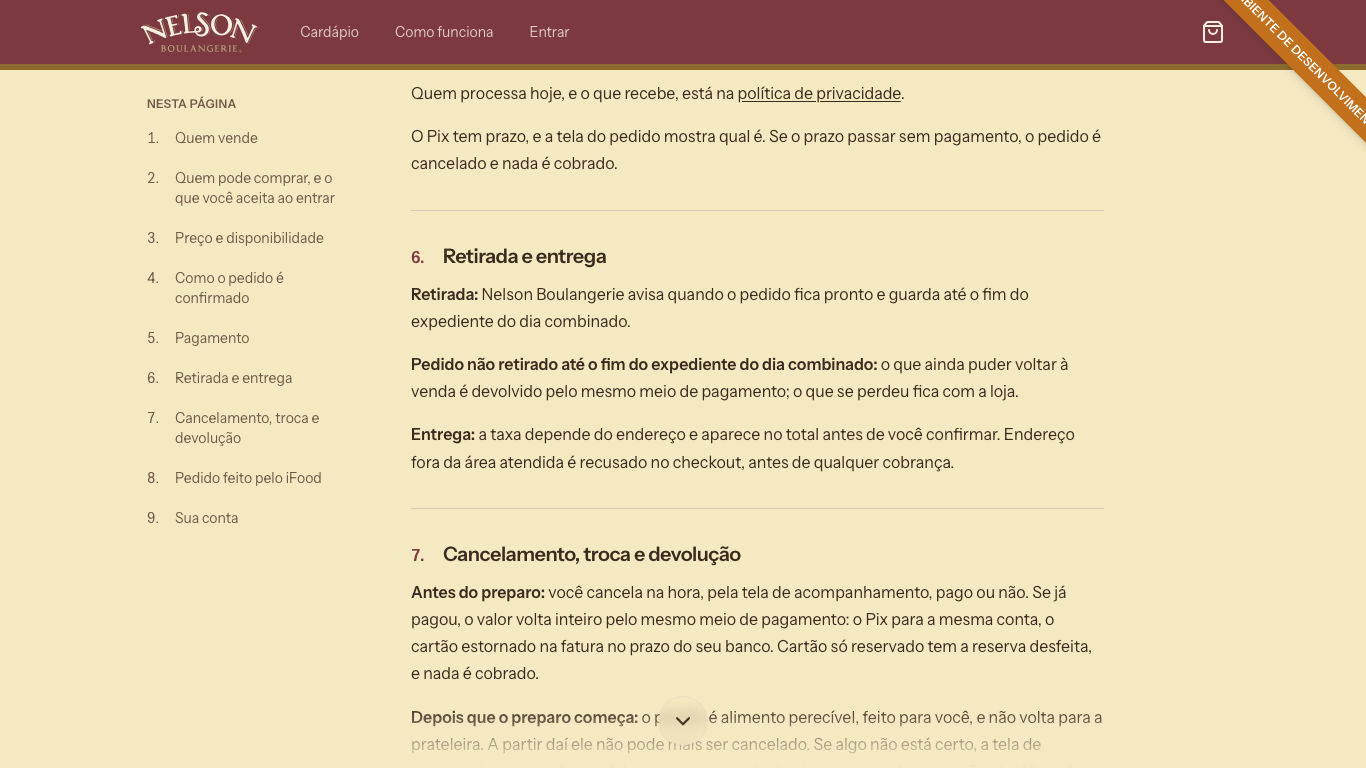 NELSON
BOULANGERIE.
Cardápio
Como funciona
Entrar
NESTA PÁGINA
1. Quem vende
2. Quem pode comprar, e o
que você aceita ao entrar
3. Preço e disponibilidade
4. Como o pedido é
confirmado
5. Pagamento
6. Retirada e entrega
7. Cancelamento, troca e
devolução
8. Pedido feito pelo iFood
9. Sua conta
Quem processa hoje, e o que recebe, está na política de privacidade.
O Pix tem prazo, e a tela do pedido mostra qual é. Se o prazo passar sem pagamento, o pedido é
cancelado e nada é cobrado.
6. Retirada e entrega
Retirada: Nelson Boulangerie avisa quando o pedido fica pronto e guarda até o fim do
expediente do dia combinado.
Pedido não retirado até o fim do expediente do dia combinado: o que ainda puder voltar à
venda é devolvido pelo mesmo meio de pagamento; o que se perdeu fica com a loja.
Entrega: a taxa depende do endereço e aparece no total antes de você confirmar. Endereço
fora da área atendida é recusado no checkout, antes de qualquer cobrança.
7. Cancelamento, troca e devolução
Antes do preparo: você cancela na hora, pela tela de acompanhamento, pago ou não. Se já
pagou, o valor volta inteiro pelo mesmo meio de pagamento: o Pix para a mesma conta, o
cartão estornado na fatura no prazo do seu banco. Cartão só reservado tem a reserva desfeita,
e nada é cobrado.
Depois que o preparo começa: o é alimento perecível, feito para você, e não volta para a
prateleira. A partir daí ele não pode mais ser cancelado. Se algo não está certo, a tela de